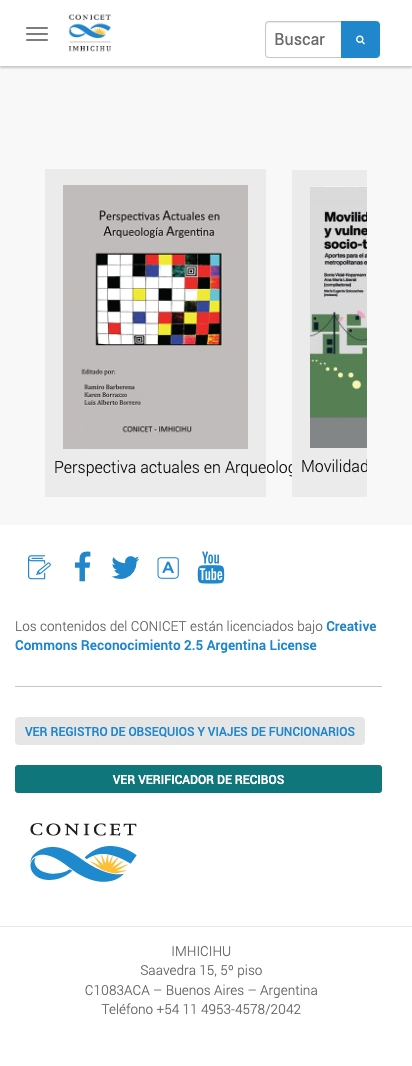 CONICET
IMHICIHU
Buscar
Perspectivas Actuales en
Arqueología Argentina
Editado por:
Ramiro Barberena
Karen Borrazzo
Luis Alberto Borrero
CONICET - IMHICIHU
Perspectiva actuales en Arqueolog
Movilid
y vulne
socio-t
Aportes para el a
metropolitanas e
Sonia Vidal-Koppmann
Ana María Liberali
(compiladoras)
Movilidad
A
You
Tube
Los contenidos del CONICET están licenciados bajo Creative
Commons Reconocimiento 2.5 Argentina License
VER REGISTRO DE OBSEQUIOS Y VIAJES DE FUNCIONARIOS
VER VERIFICADOR DE RECIBOS
CONICET
IMHICIHU
Saavedra 15, 5º piso
C1083ACA – Buenos Aires – Argentina
Teléfono +54 11 4953-4578/2042